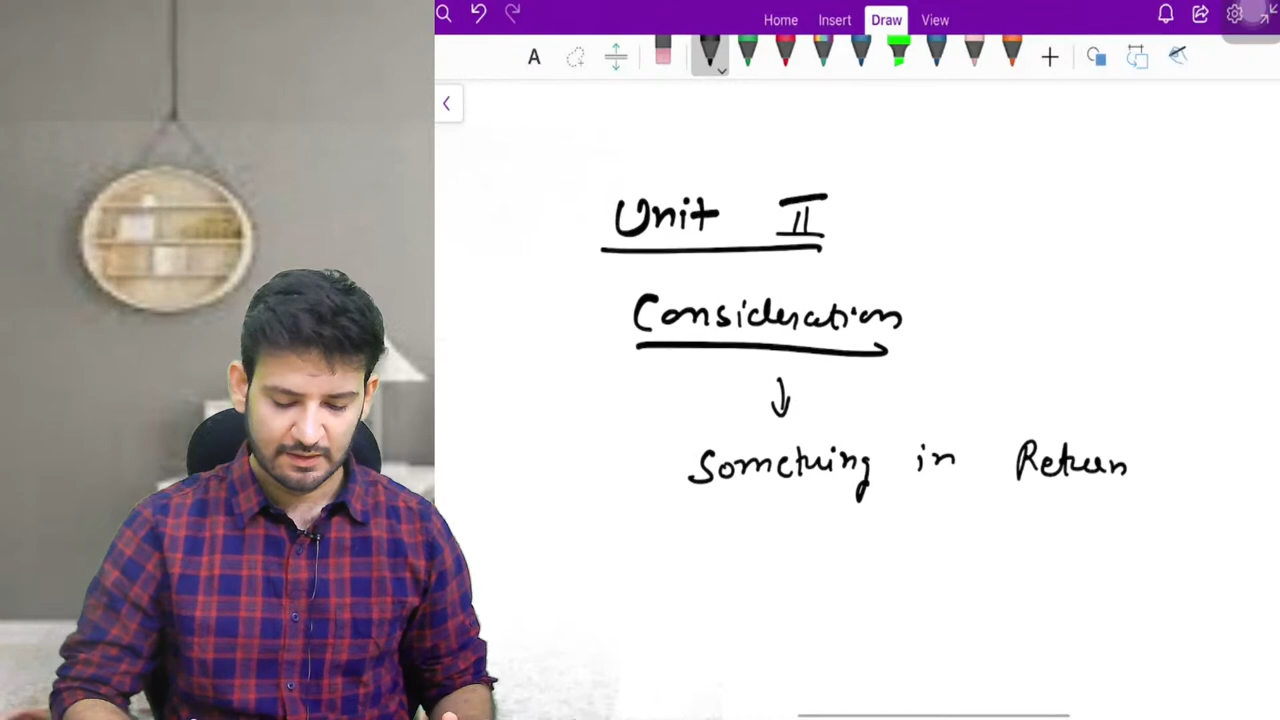 Home Insert Draw View
A
Unit II
Consideration
Something in Return